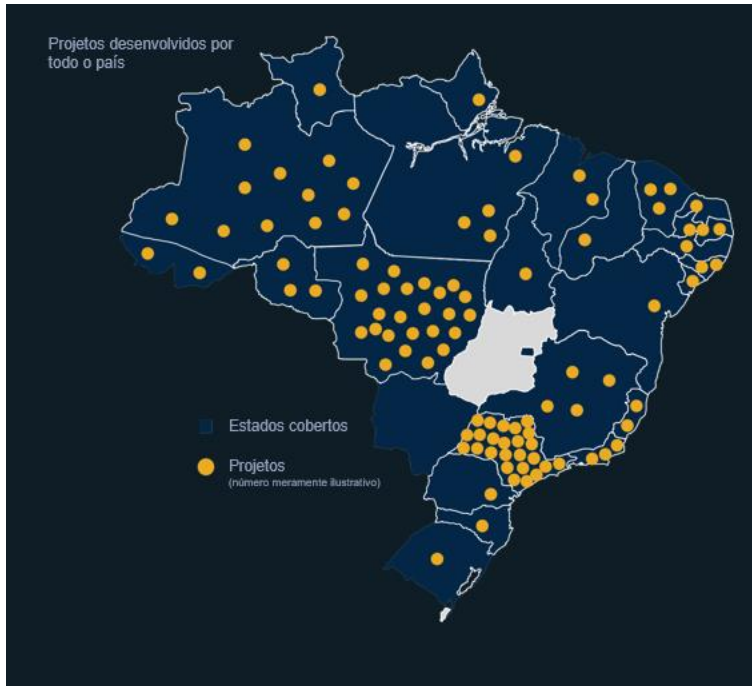 Projetos desenvolvidos por
todo o país
Estados cobertos
Projetos
(número meramente ilustrativo)